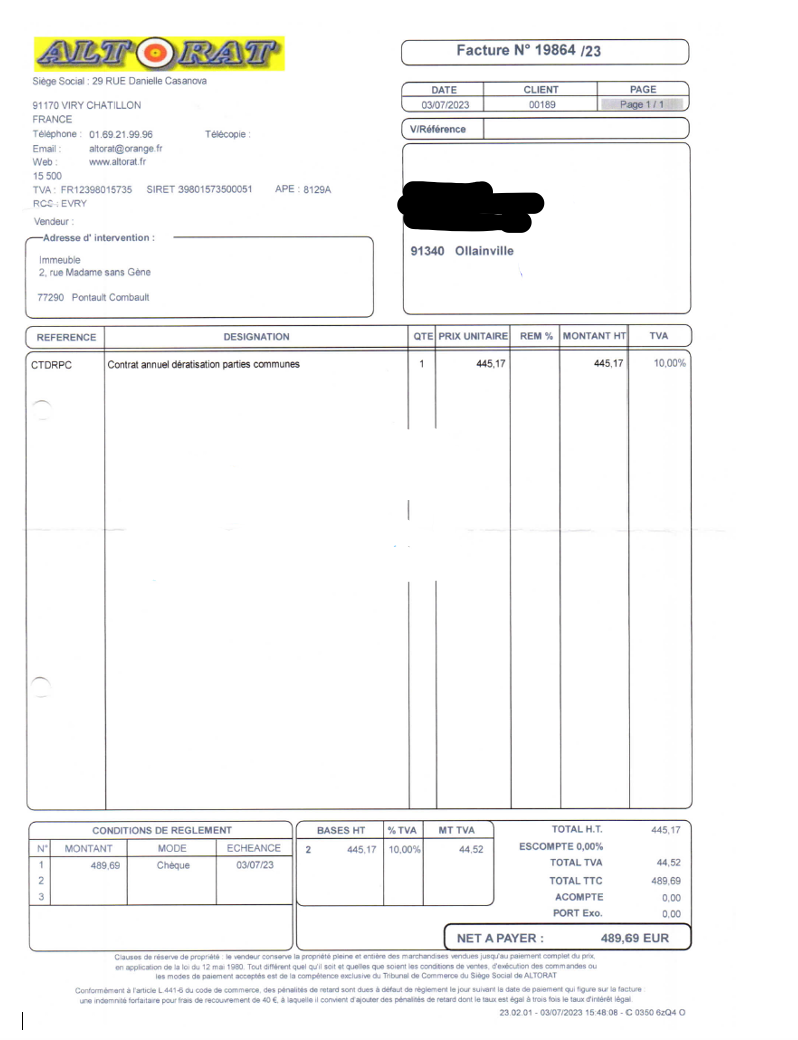 ALTORAT
Siège Social : 29 RUE Danielle Casanova
91170 VIRY CHATILLON
FRANCE
Téléphone : 01.69.21.99.96 Télécopie :
Email : altorat@orange.fr
Web : www.altorat.fr
15 500
TVA : FR12398015735 SIRET 39801573500051 APE : 8129A
RCS : EVRY
Vendeur :
Facture N° 19864 /23
DATE CLIENT PAGE
03/07/2023 00189 Page 1 / 1
V/Référence
91340 Ollainville
Adresse d' intervention :
Immeuble
2, rue Madame sans Gène
77290 Pontault Combault
REFERENCE DESIGNATION QTE PRIX UNITAIRE REM % MONTANT HT TVA
CTDRPC Contrat annuel dératisation parties communes 1 445,17 445,17 10,00%
CONDITIONS DE REGLEMENT
N° MONTANT MODE ECHEANCE
1 489,69 Chèque 03/07/23
2
3
BASES HT % TVA MT TVA
2 445,17 10,00% 44,52
TOTAL H.T. 445,17
ESCOMPTE 0,00%
TOTAL TVA 44,52
TOTAL TTC 489,69
ACOMPTE 0,00
PORT Exo. 0,00
NET A PAYER : 489,69 EUR
Clauses de réserve de propriété : le vendeur conserve la propriété pleine et entière des marchandises vendues jusqu'au paiement complet du prix,
en application de la loi du 12 mai 1980. Tout différent quel qu'il soit et quelles que soient les conditions de ventes, d'exécution des commandes ou
les modes de paiement acceptés est de la compétence exclusive du Tribunal de Commerce du Siège Social de ALTORAT
Conformément à l'article L.441-6 du code de commerce, des pénalités de retard sont dues à défaut de règlement le jour suivant la date de paiement qui figure sur la facture :
une indemnité forfaitaire pour frais de recouvrement de 40 €, à laquelle il convient d'ajouter des pénalités de retard dont le taux est égal à trois fois le taux d'intérêt légal.
23.02.01 - 03/07/2023 15:48:08 - C 0350 6zQ4 O